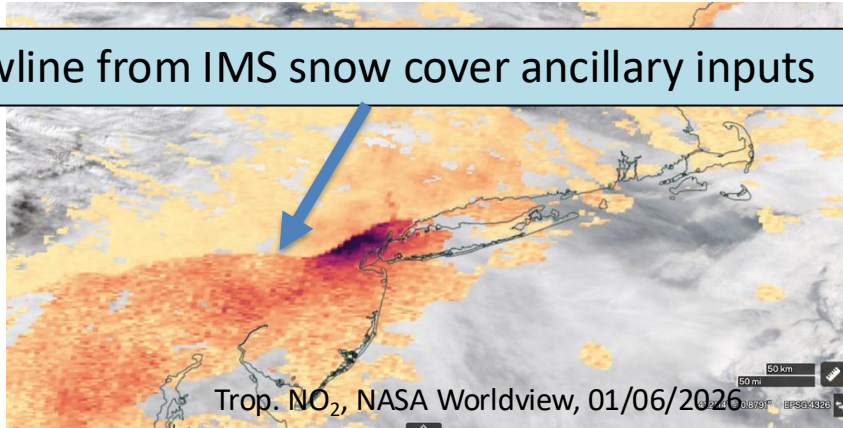 wline from IMS snow cover ancillary inputs
50 km
50 mi
Trop. NO₂, NASA Worldview, 01/06/2026
EPSG:4326